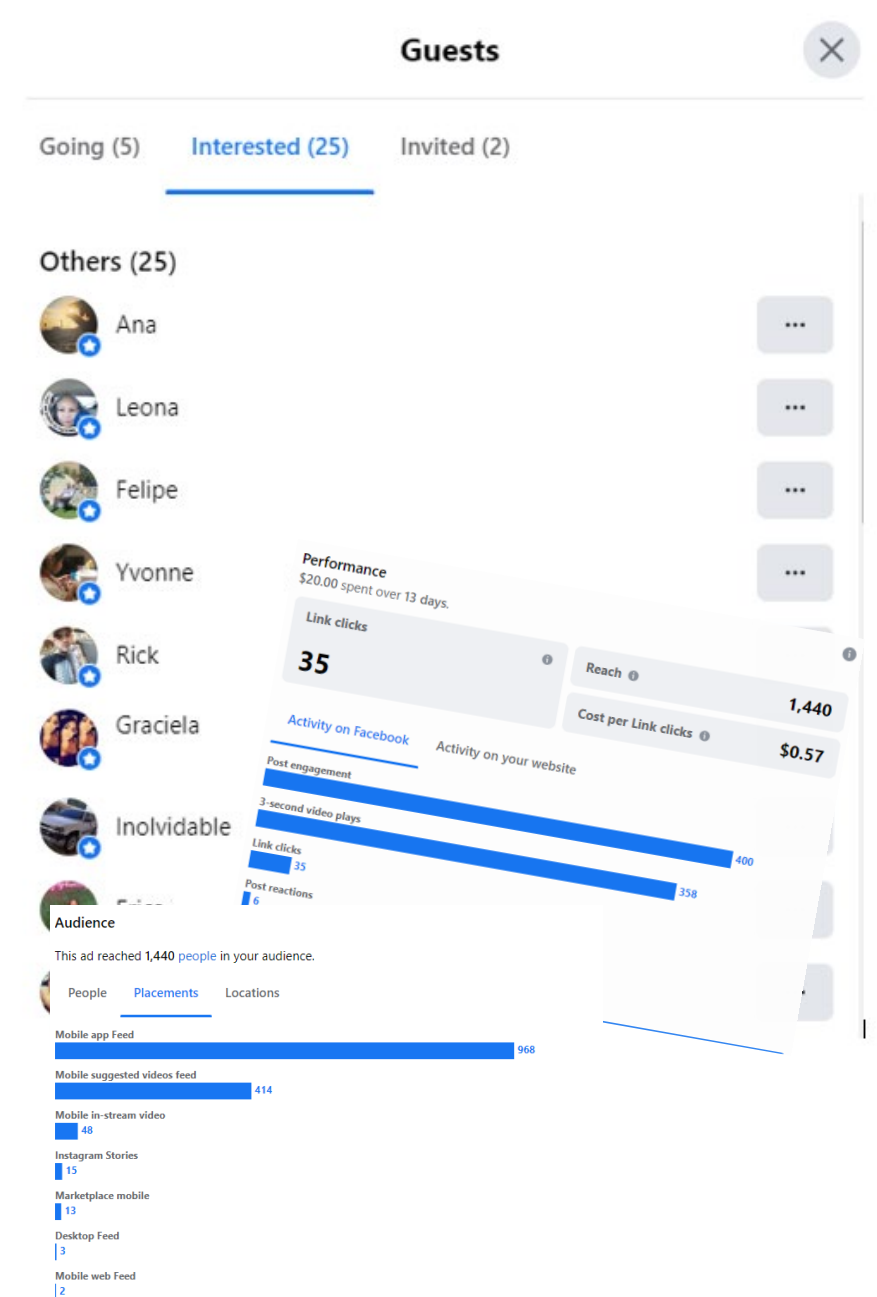 Guests
Going (5) Interested (25) Invited (2)
Others (25)
Ana
Leona
Felipe
Yvonne
Rick
Graciela
Inolvidable
Performance
$20.00 spent over 13 days.
Link clicks
35
Reach
1,440
Cost per Link clicks
$0.57
Activity on Facebook Activity on your website
Post engagement
400
3-second video plays
358
Link clicks
35
Post reactions
6
Audience
This ad reached 1,440 people in your audience.
People Placements Locations
Mobile app Feed
968
Mobile suggested videos feed
414
Mobile in-stream video
48
Instagram Stories
15
Marketplace mobile
13
Desktop Feed
3
Mobile web Feed
2